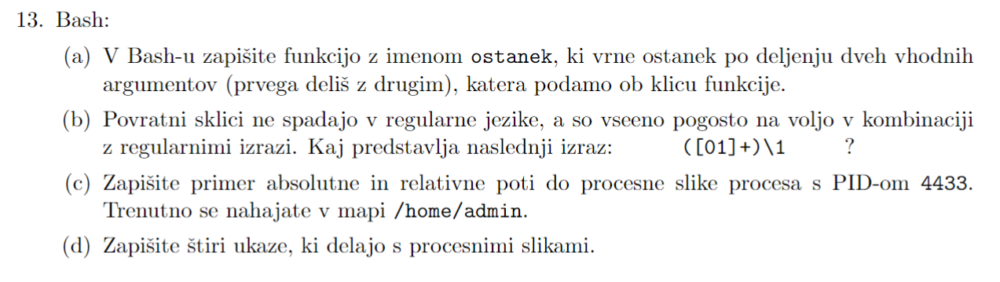 13. Bash:
(a) V Bash-u zapišite funkcijo z imenom ostanek, ki vrne ostanek po deljenju dveh vhodnih
argumentov (prvega deliš z drugim), katera podamo ob klicu funkcije.
(b) Povratni sklici ne spadajo v regularne jezike, a so vseeno pogosto na voljo v kombinaciji
z regularnimi izrazi. Kaj predstavlja naslednji izraz: ([01]+)\1 ?
(c) Zapišite primer absolutne in relativne poti do procesne slike procesa s PID-om 4433.
Trenutno se nahajate v mapi /home/admin.
(d) Zapišite štiri ukaze, ki delajo s procesnimi slikami.